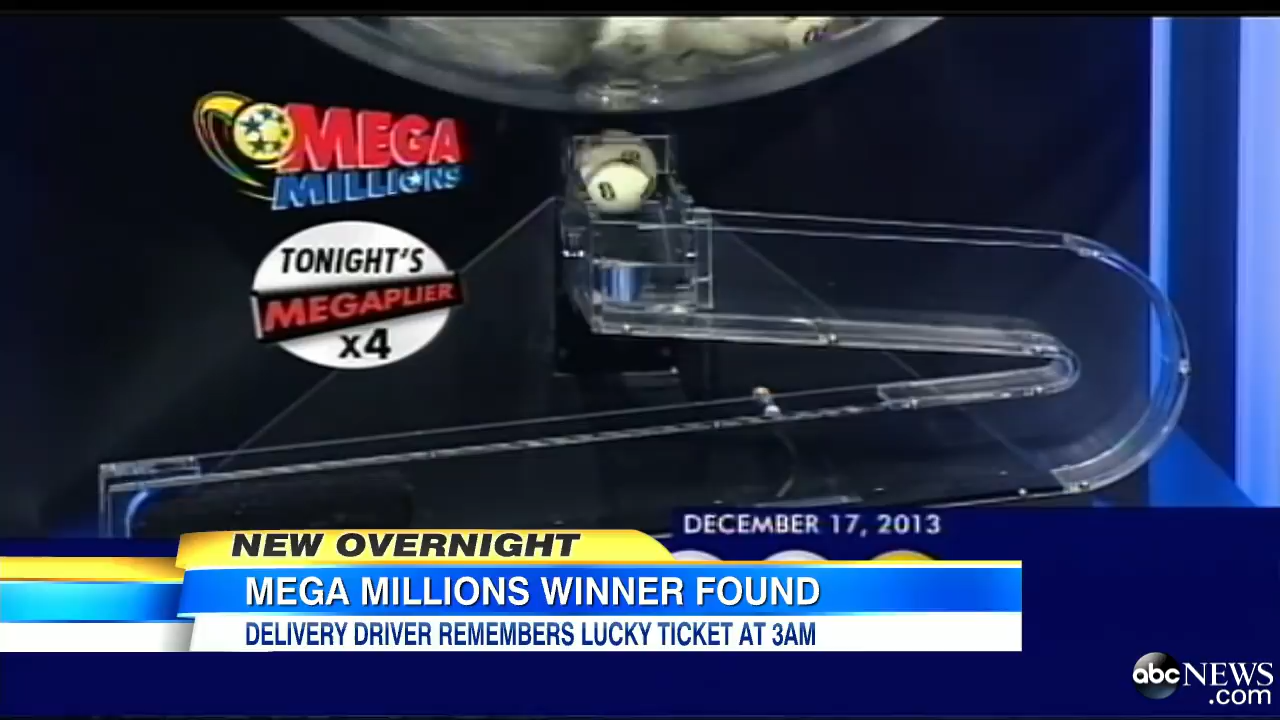 MEGA
MILLIONS
TONIGHT'S
MEGAPLIER
x4
DECEMBER 17, 2013
NEW OVERNIGHT
MEGA MILLIONS WINNER FOUND
DELIVERY DRIVER REMEMBERS LUCKY TICKET AT 3AM
abc NEWS
.com